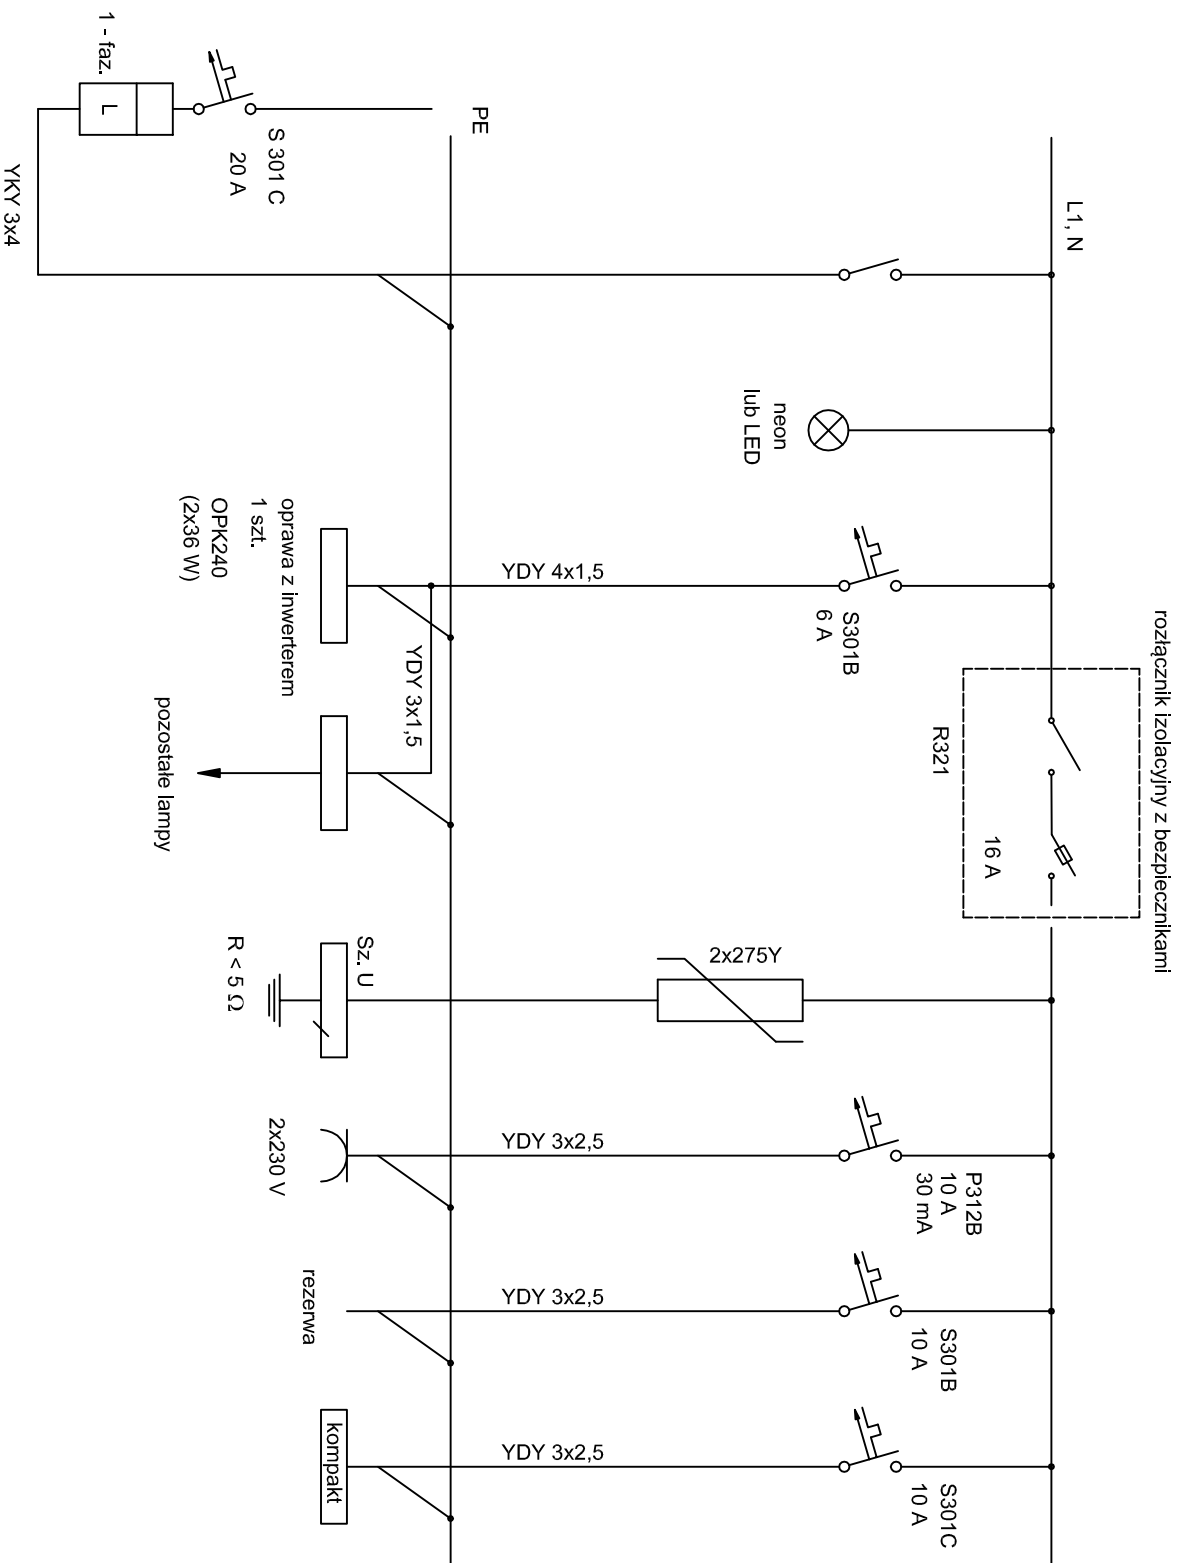 1 - faz.
L
S 301 C
20 A
YKY 3x4
PE
L1, N
neon
lub LED
oprawa z inwerterem
1 szt.
OPK240
(2x36 W)
YDY 4x1,5
S301B
6 A
YDY 3x1,5
pozostałe lampy
rozłącznik izolacyjny z bezpiecznikami
R321
16 A
2x275Y
Sz. U
R < 5 Ω
2x230 V
YDY 3x2,5
P312B
10 A
30 mA
rezerwa
YDY 3x2,5
S301B
10 A
kompakt
YDY 3x2,5
S301C
10 A